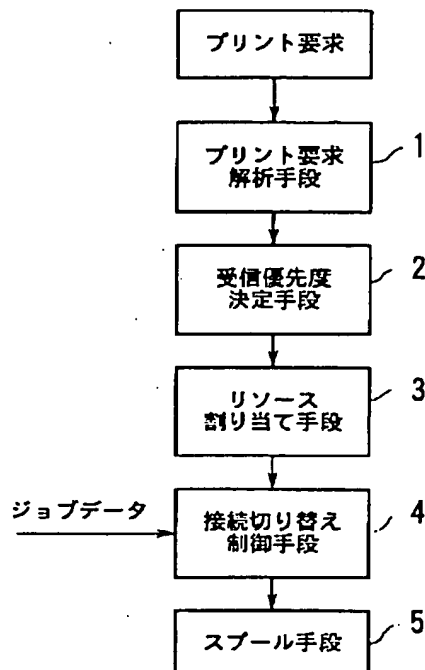 プリント要求
プリント要求
解析手段
1
受信優先度
決定手段
2
リソース
割り当て手段
3
ジョブデータ
接続切り替え
制御手段
4
スプール手段
5